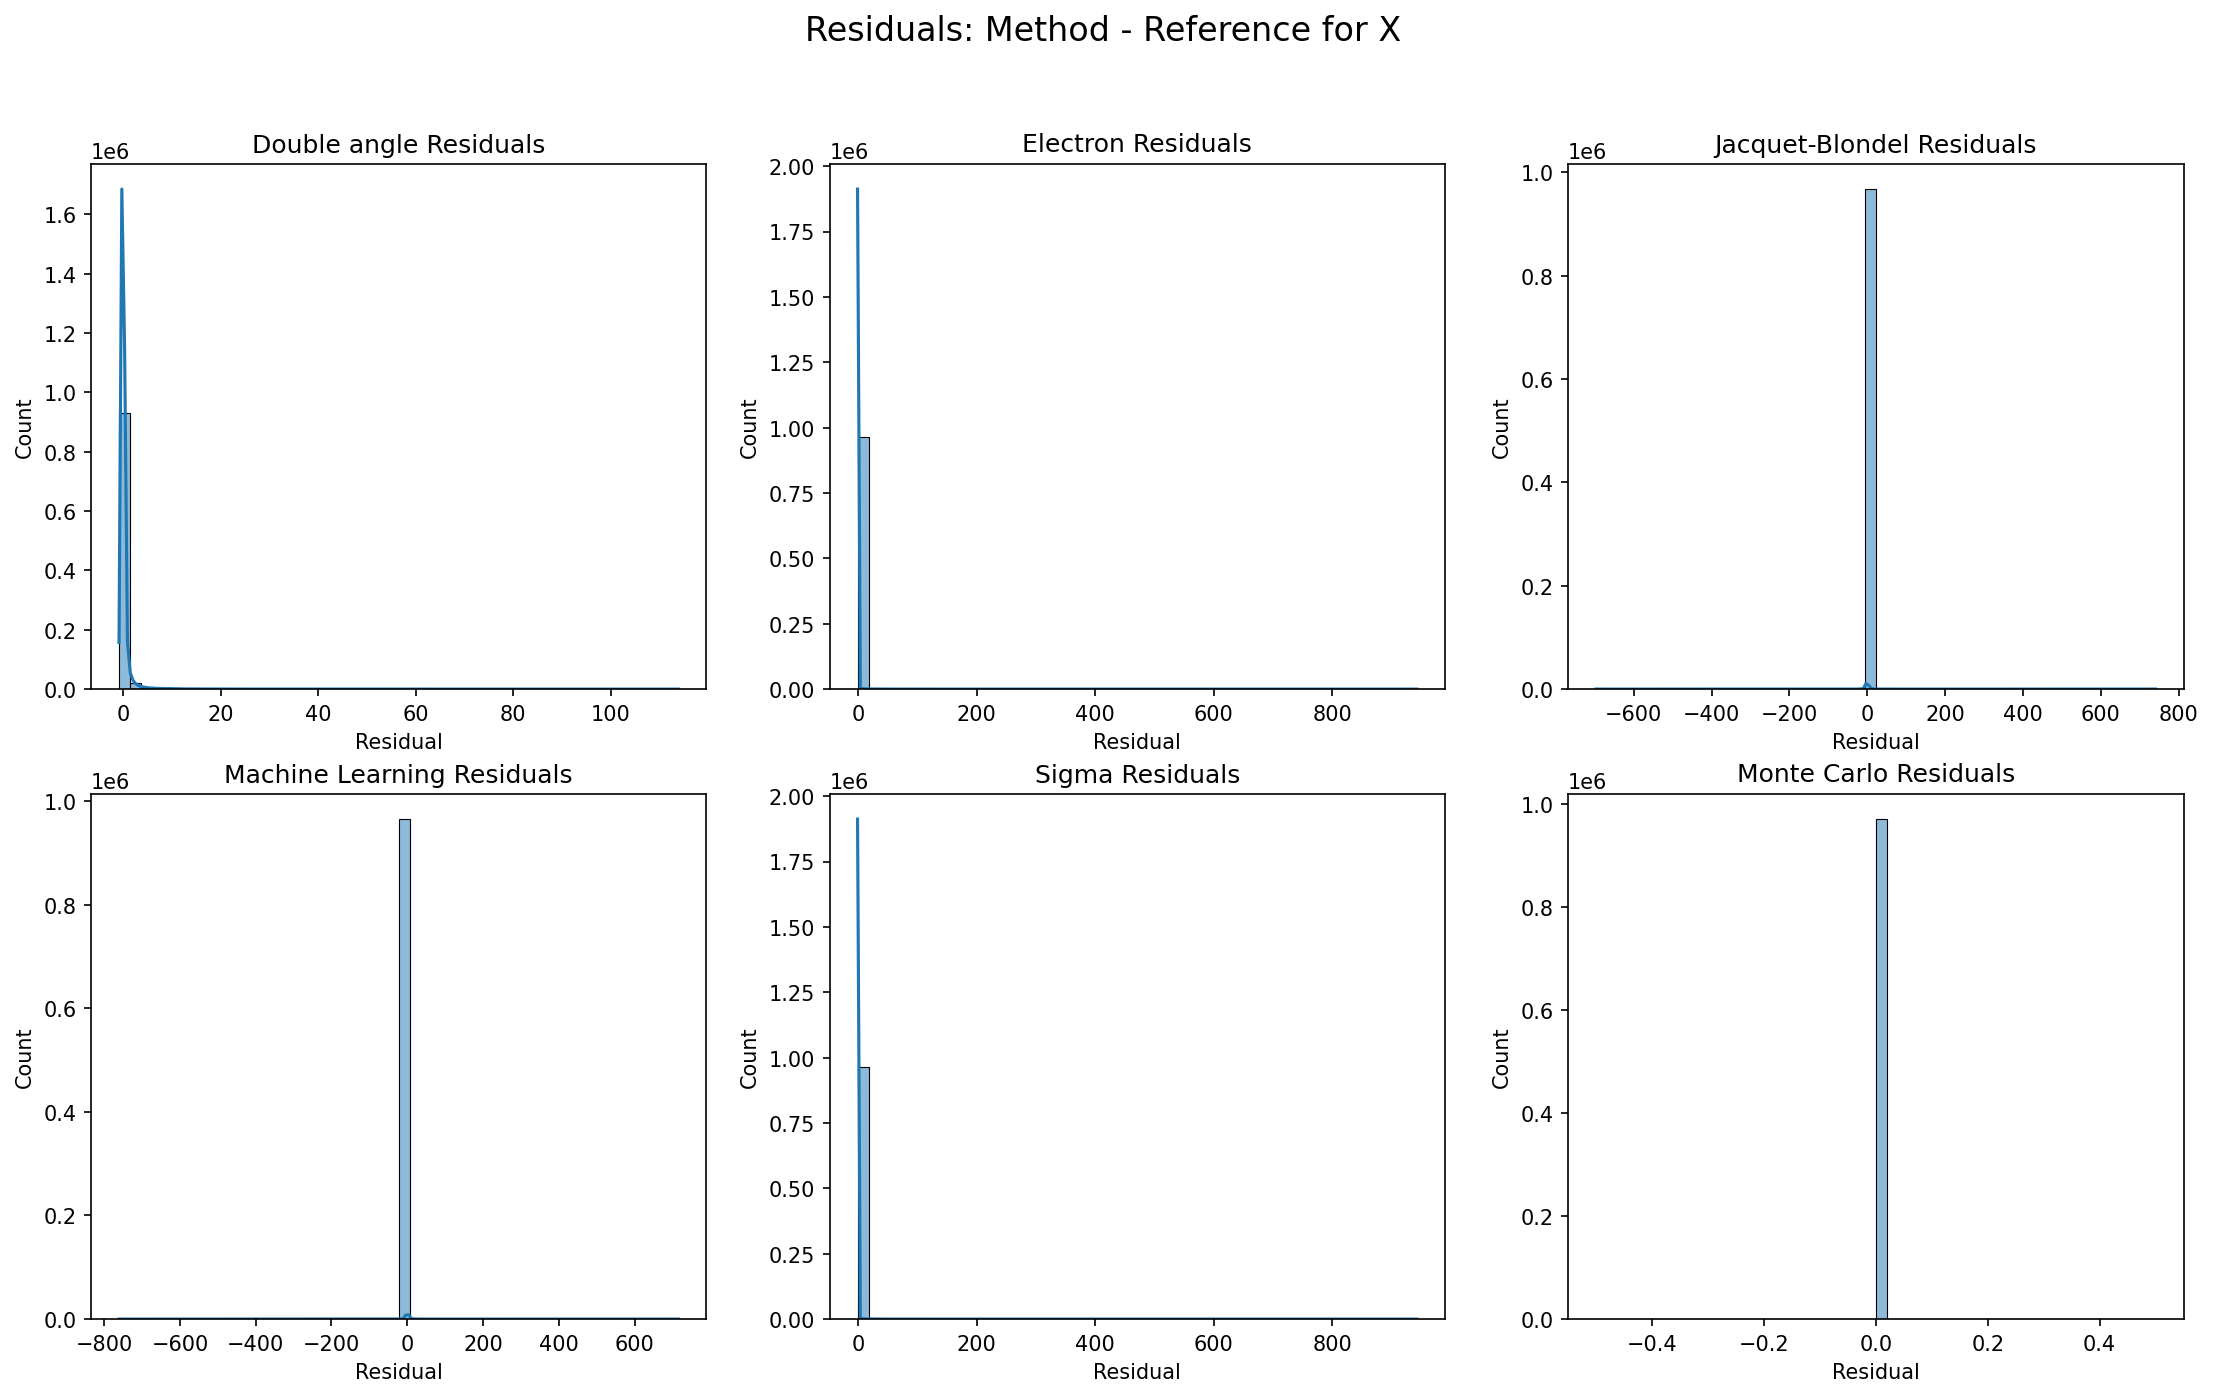 Residuals: Method - Reference for X
Double angle Residuals
1e6
Count
1.6
1.4
1.2
1.0
0.8
0.6
0.4
0.2
0.0
0 20 40 60 80 100
Residual
Electron Residuals
1e6
Count
2.00
1.75
1.50
1.25
1.00
0.75
0.50
0.25
0.00
0 200 400 600 800
Residual
Jacquet-Blondel Residuals
1e6
Count
1.0
0.8
0.6
0.4
0.2
0.0
−600 −400 −200 0 200 400 600 800
Residual
Machine Learning Residuals
1e6
Count
1.0
0.8
0.6
0.4
0.2
0.0
−800 −600 −400 −200 0 200 400 600
Residual
Sigma Residuals
1e6
Count
2.00
1.75
1.50
1.25
1.00
0.75
0.50
0.25
0.00
0 200 400 600 800
Residual
Monte Carlo Residuals
1e6
Count
1.0
0.8
0.6
0.4
0.2
0.0
−0.4 −0.2 0.0 0.2 0.4
Residual